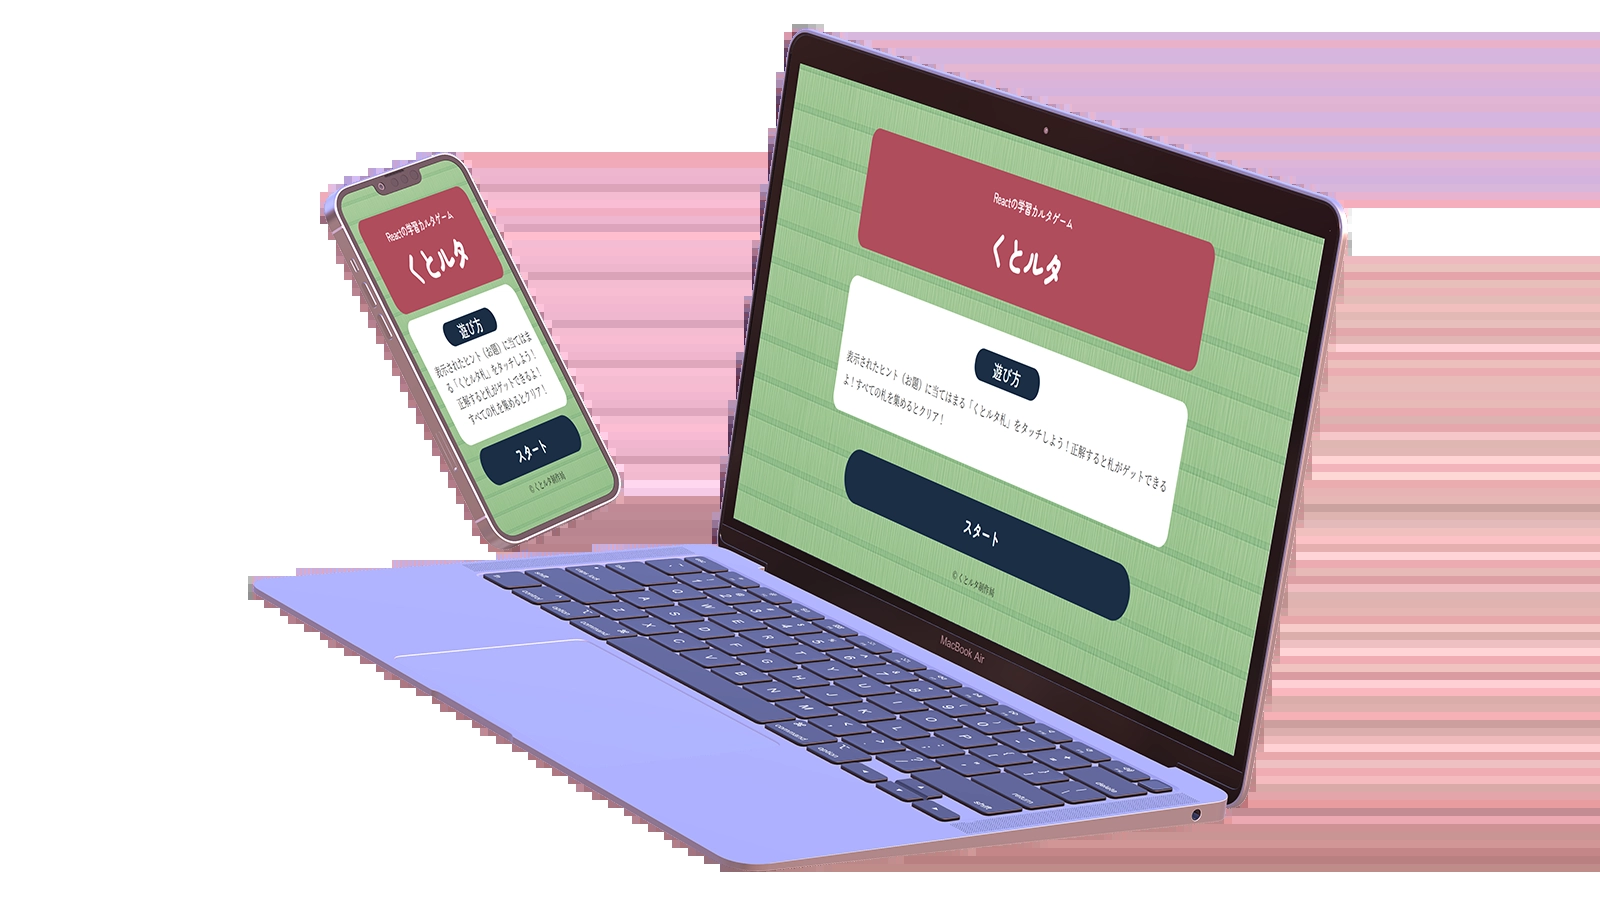 Reactの学習カルタゲーム
くとルタ
遊び方
表示されたヒント（お題）に当てはま
る「くとルタ札」をタッチしよう！
正解すると札がゲットできるよ！
すべての札を集めるとクリア！
スタート
© くとルタ制作局
Reactの学習カルタゲーム
くとルタ
遊び方
表示されたヒント（お題）に当てはまる「くとルタ札」をタッチしよう！正解すると札がゲットできる
よ！すべての札を集めるとクリア！
スタート
© くとルタ制作局
MacBook Air